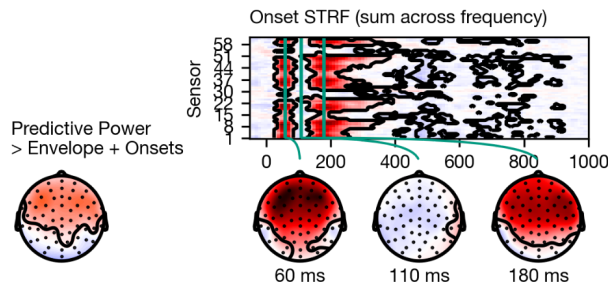 Onset STRF (sum across frequency)
Sensor
58
51
44
37
30
22
15
8
1
0
200
400
600
800
1000
Predictive Power
> Envelope + Onsets
60 ms
110 ms
180 ms